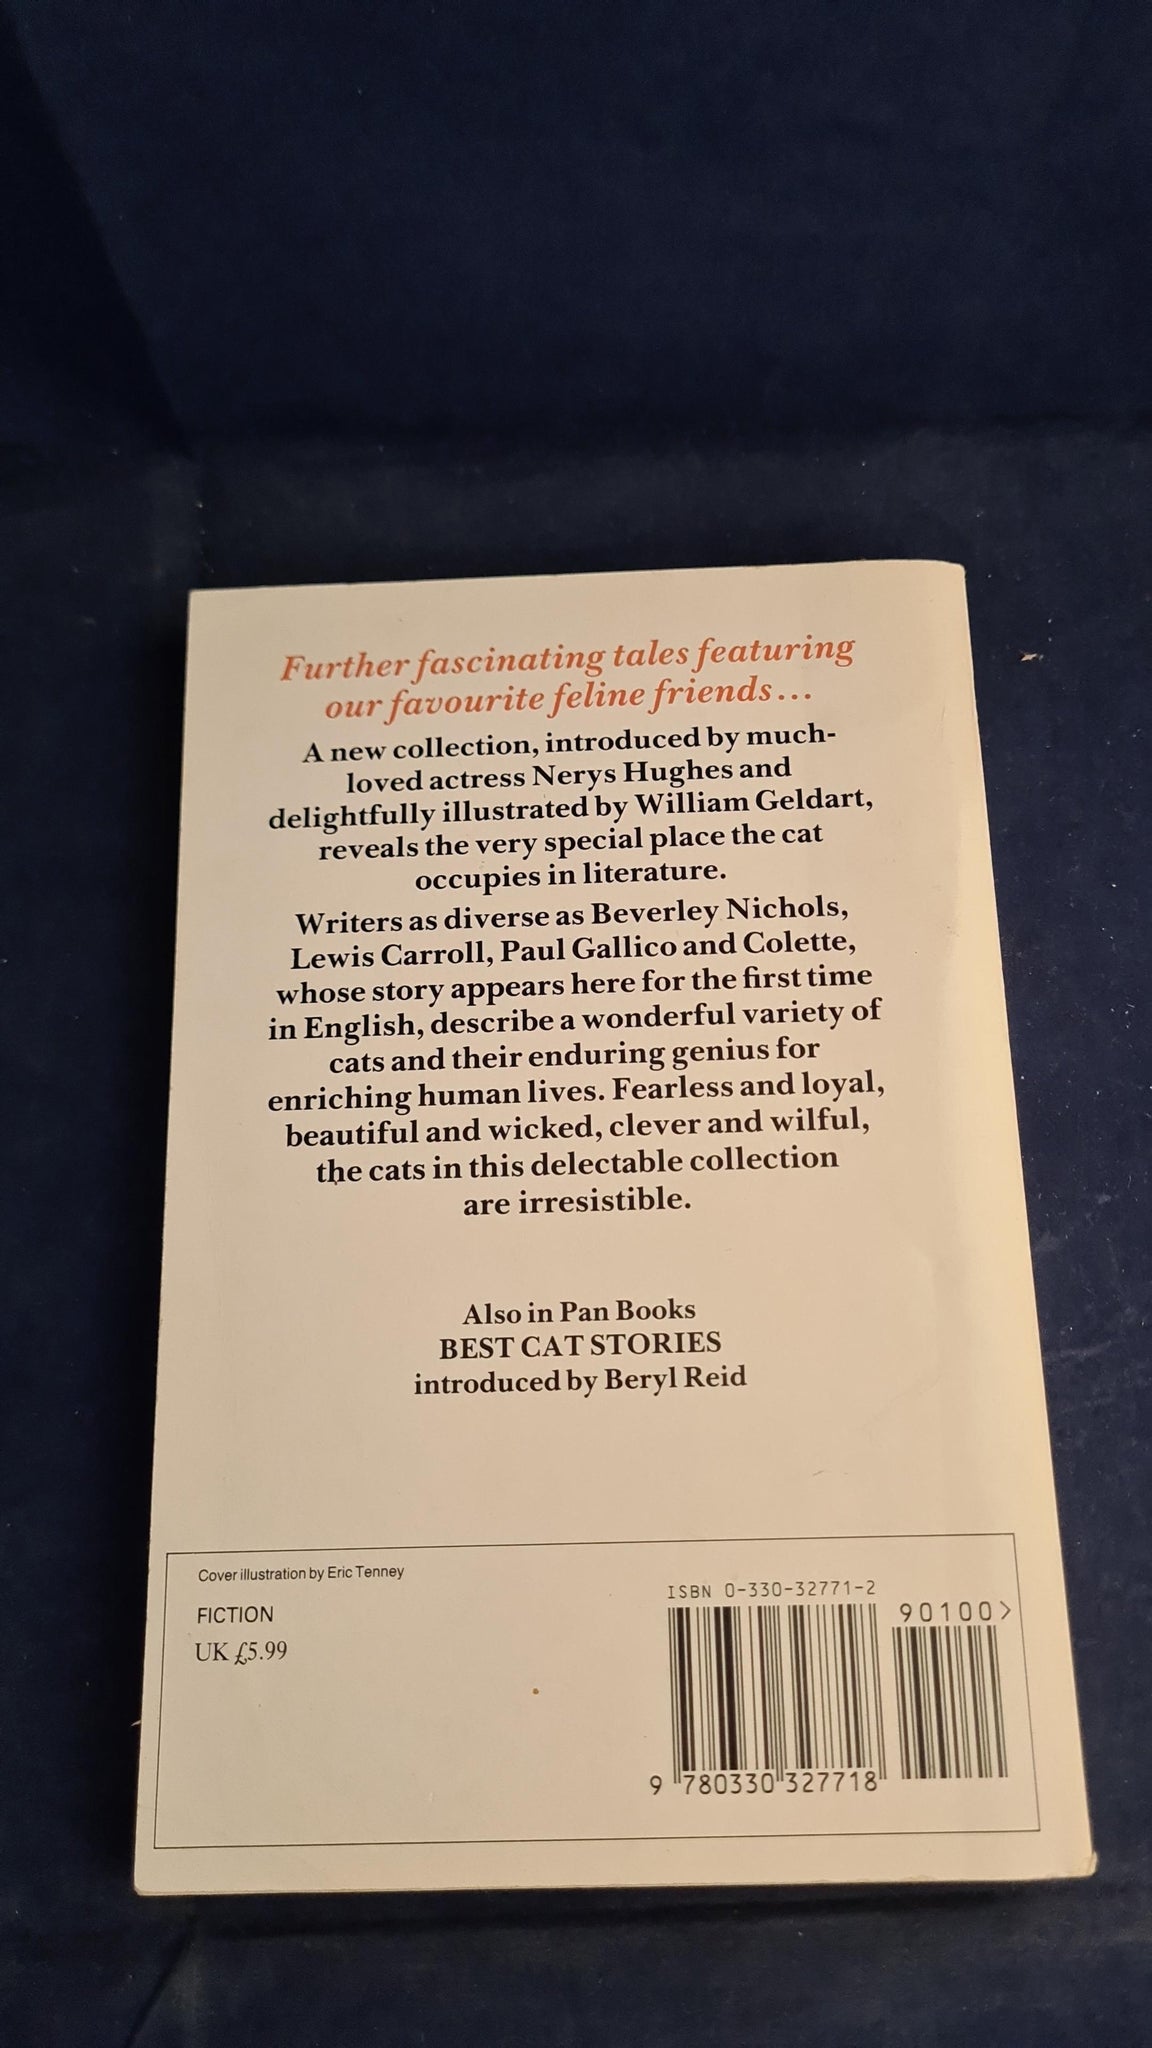 Further fascinating tales featuring
our favourite feline friends...
A new collection, introduced by much-
loved actress Nerys Hughes and
delightfully illustrated by William Geldart,
reveals the very special place the cat
occupies in literature.
Writers as diverse as Beverley Nichols,
Lewis Carroll, Paul Gallico and Colette,
whose story appears here for the first time
in English, describe a wonderful variety of
cats and their enduring genius for
enriching human lives. Fearless and loyal,
beautiful and wicked, clever and wilful,
the cats in this delectable collection
are irresistible.
Also in Pan Books
BEST CAT STORIES
introduced by Beryl Reid
Cover illustration by Eric Tenney
FICTION
UK £5.99
ISBN 0-330-32771-2
90100>
9 780330 327718